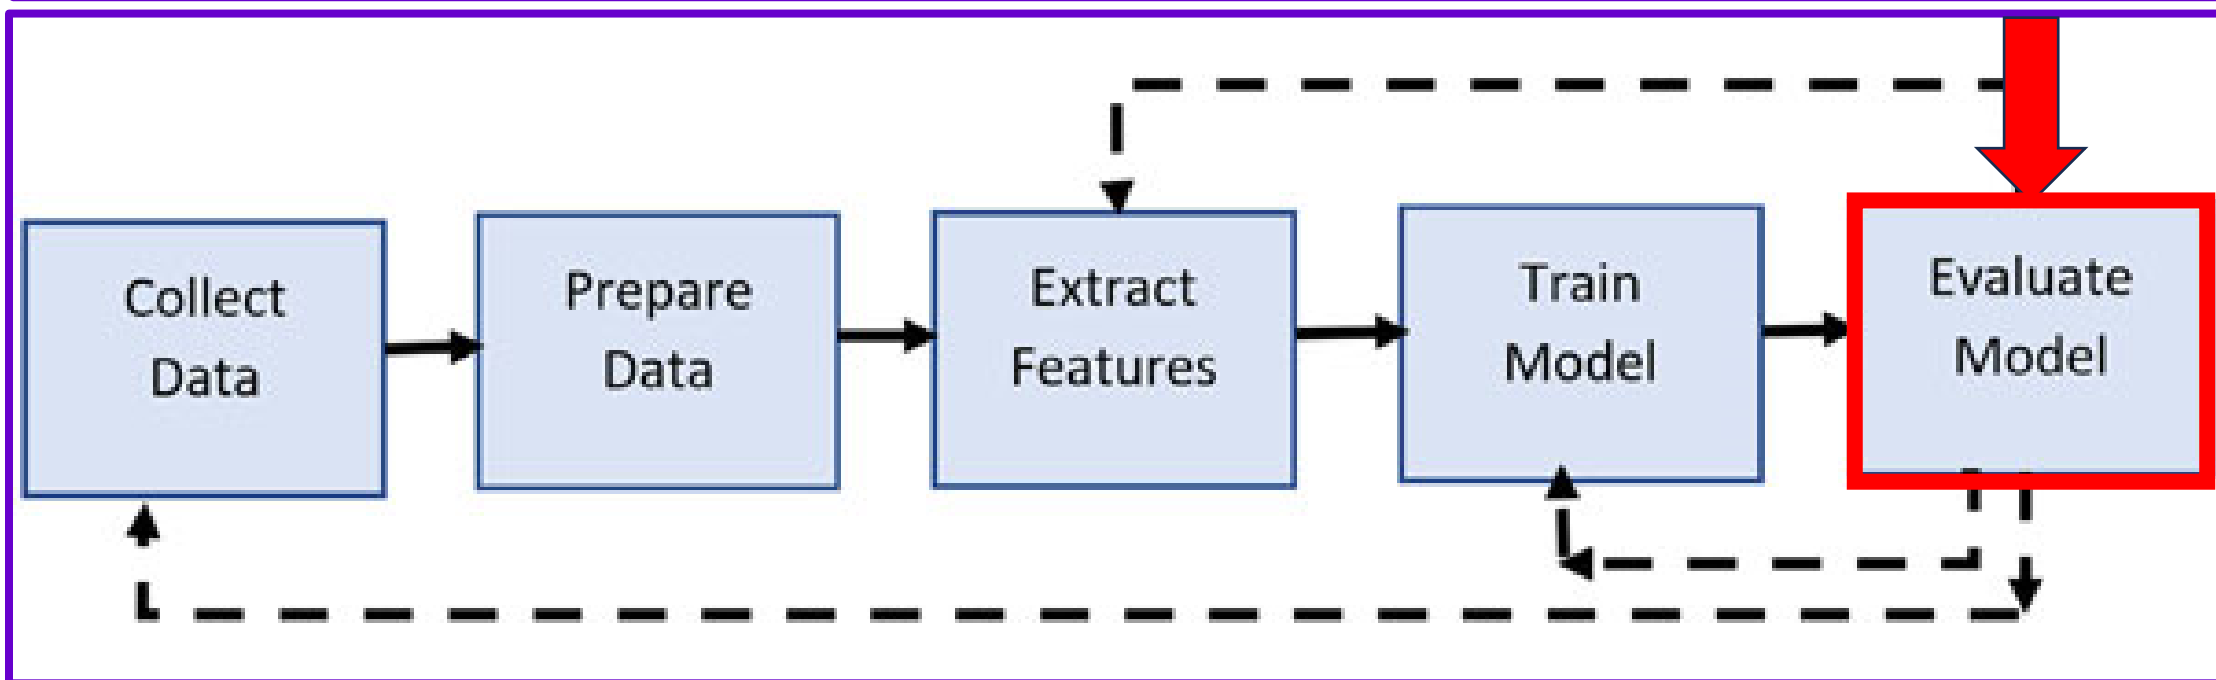 Collect
Data
Prepare
Data
Extract
Features
Train
Model
Evaluate
Model